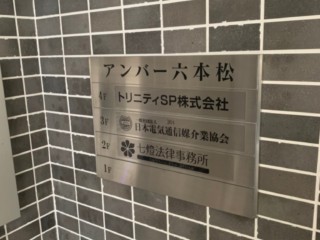 アンバー六本松
4F トリニティSP株式会社
3F 日本電気通信媒介業協会
2F 七燈法律事務所
1F